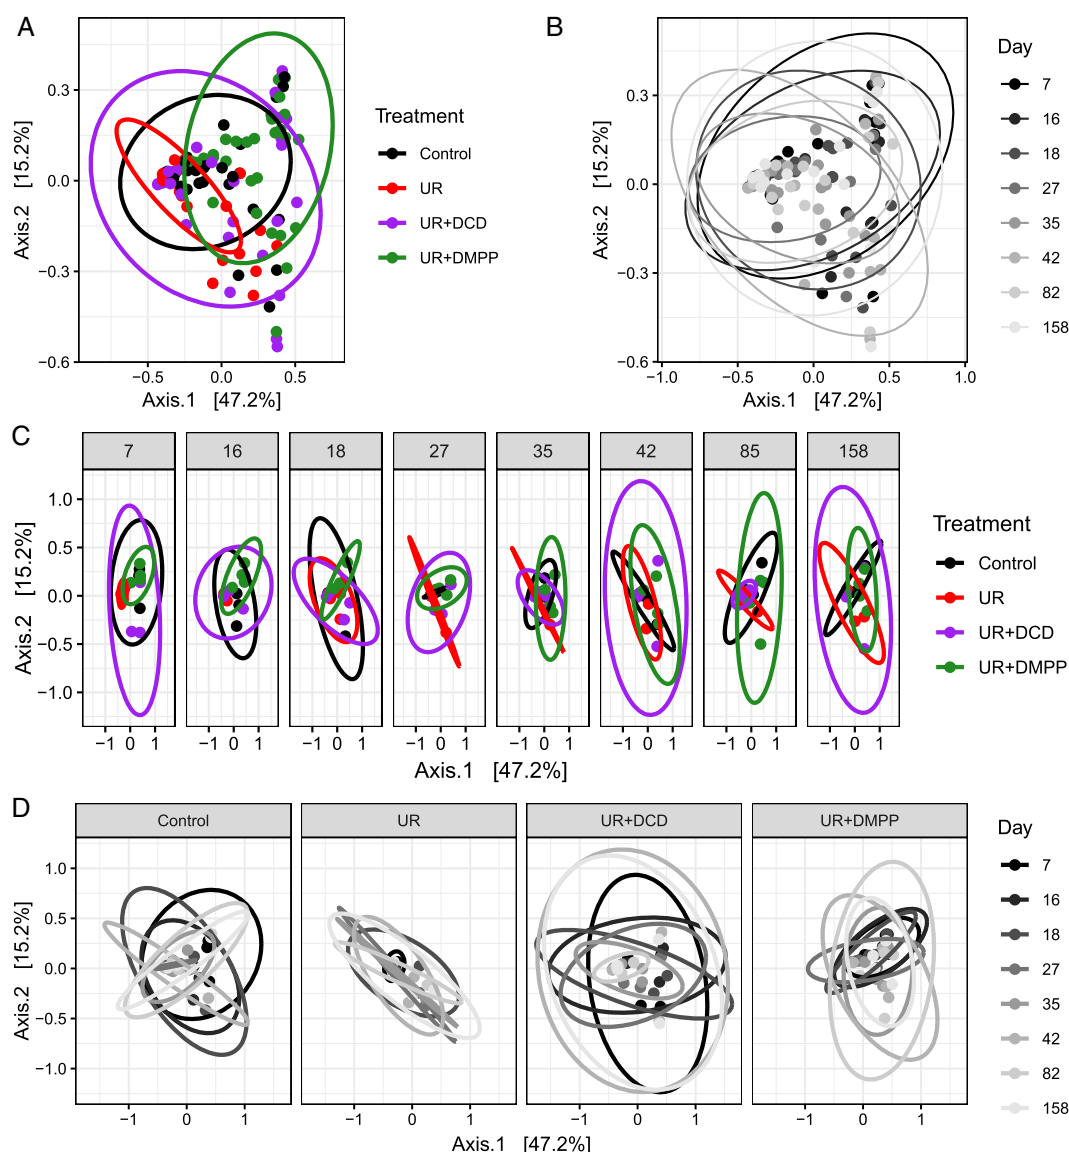 A
0.3
0.0
−0.3
−0.6
Axis.2 [15.2%]
−0.5 0.0 0.5
Axis.1 [47.2%]
Treatment
Control
UR
UR+DCD
UR+DMPP
B
0.3
0.0
−0.3
−0.6
Axis.2 [15.2%]
−1.0 −0.5 0.0 0.5 1.0
Axis.1 [47.2%]
Day
7
16
18
27
35
42
82
158
C
7 16 18 27 35 42 85 158
1.0
0.5
0.0
−0.5
−1.0
Axis.2 [15.2%]
−1 0 1 −1 0 1 −1 0 1 −1 0 1 −1 0 1 −1 0 1 −1 0 1 −1 0 1
Axis.1 [47.2%]
Treatment
Control
UR
UR+DCD
UR+DMPP
D
Control UR UR+DCD UR+DMPP
1.0
0.5
0.0
−0.5
−1.0
Axis.2 [15.2%]
−1 0 1 −1 0 1 −1 0 1 −1 0 1
Axis.1 [47.2%]
Day
7
16
18
27
35
42
82
158